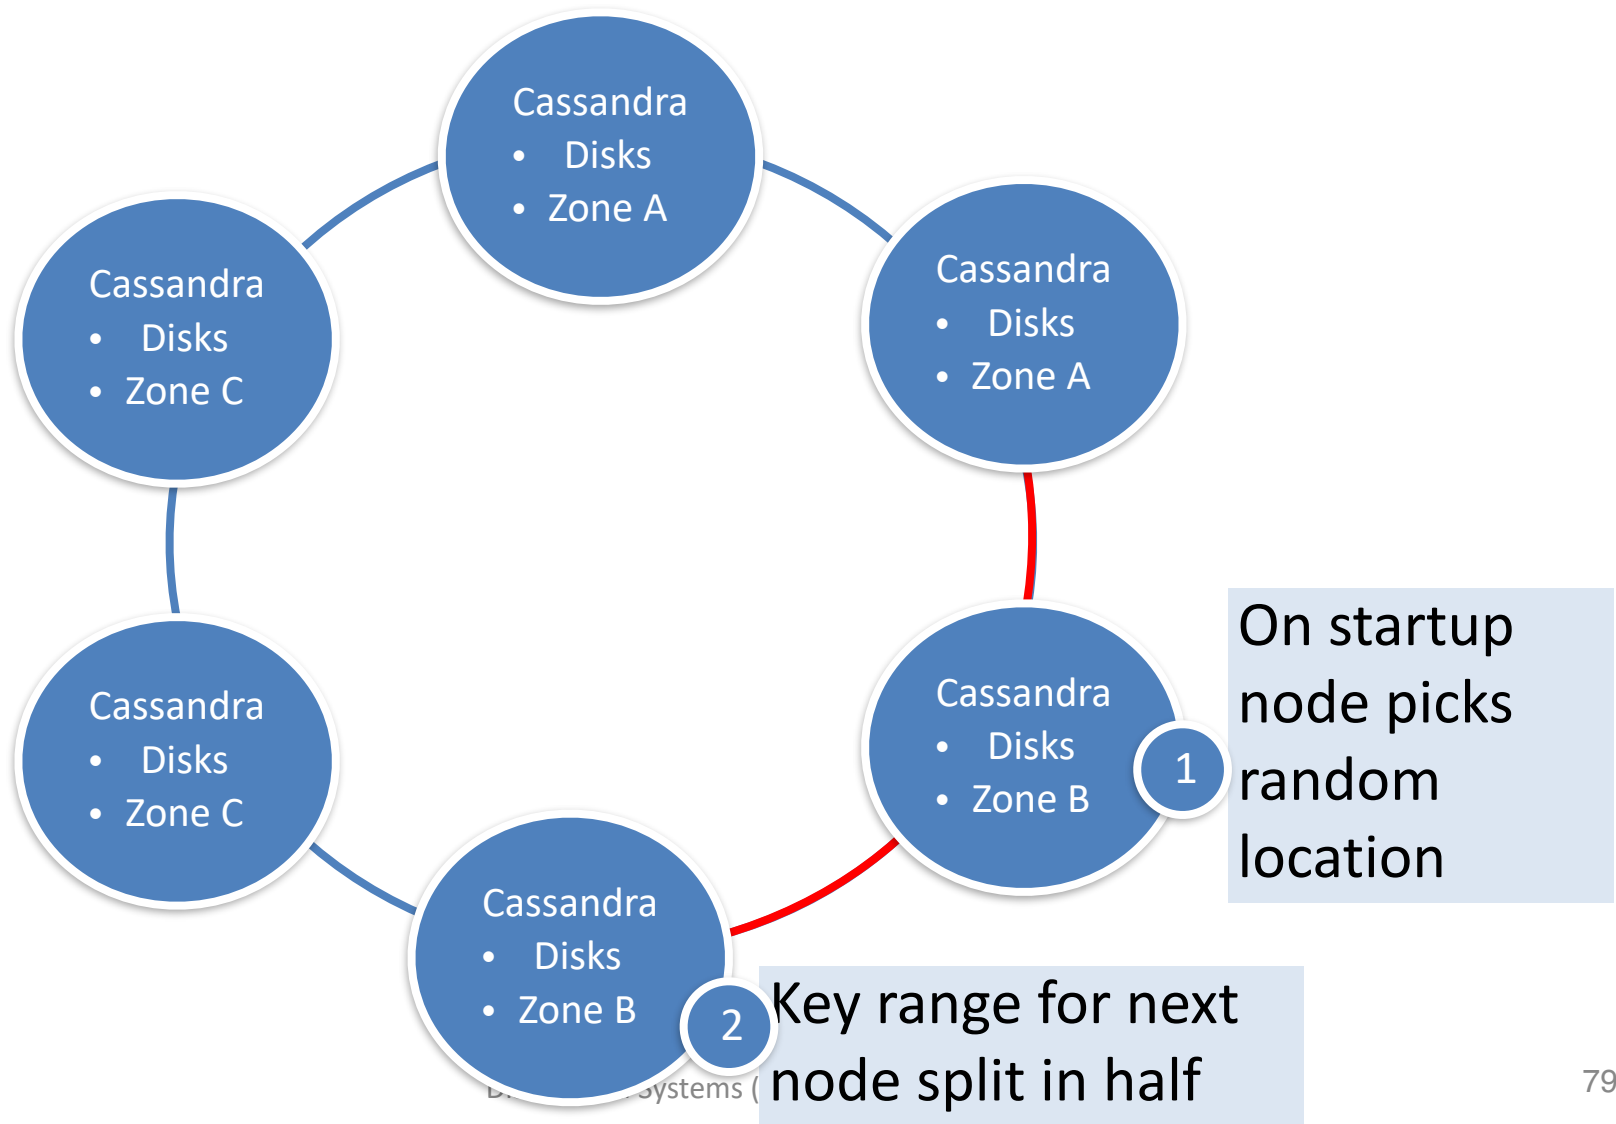 Cassandra
• Disks
• Zone A
Cassandra
• Disks
• Zone A
Cassandra
• Disks
• Zone C
Cassandra
• Disks
• Zone B
1
On startup
node picks
random
location
Cassandra
• Disks
• Zone C
Cassandra
• Disks
• Zone B
2
Key range for next
node split in half
Systems (
79